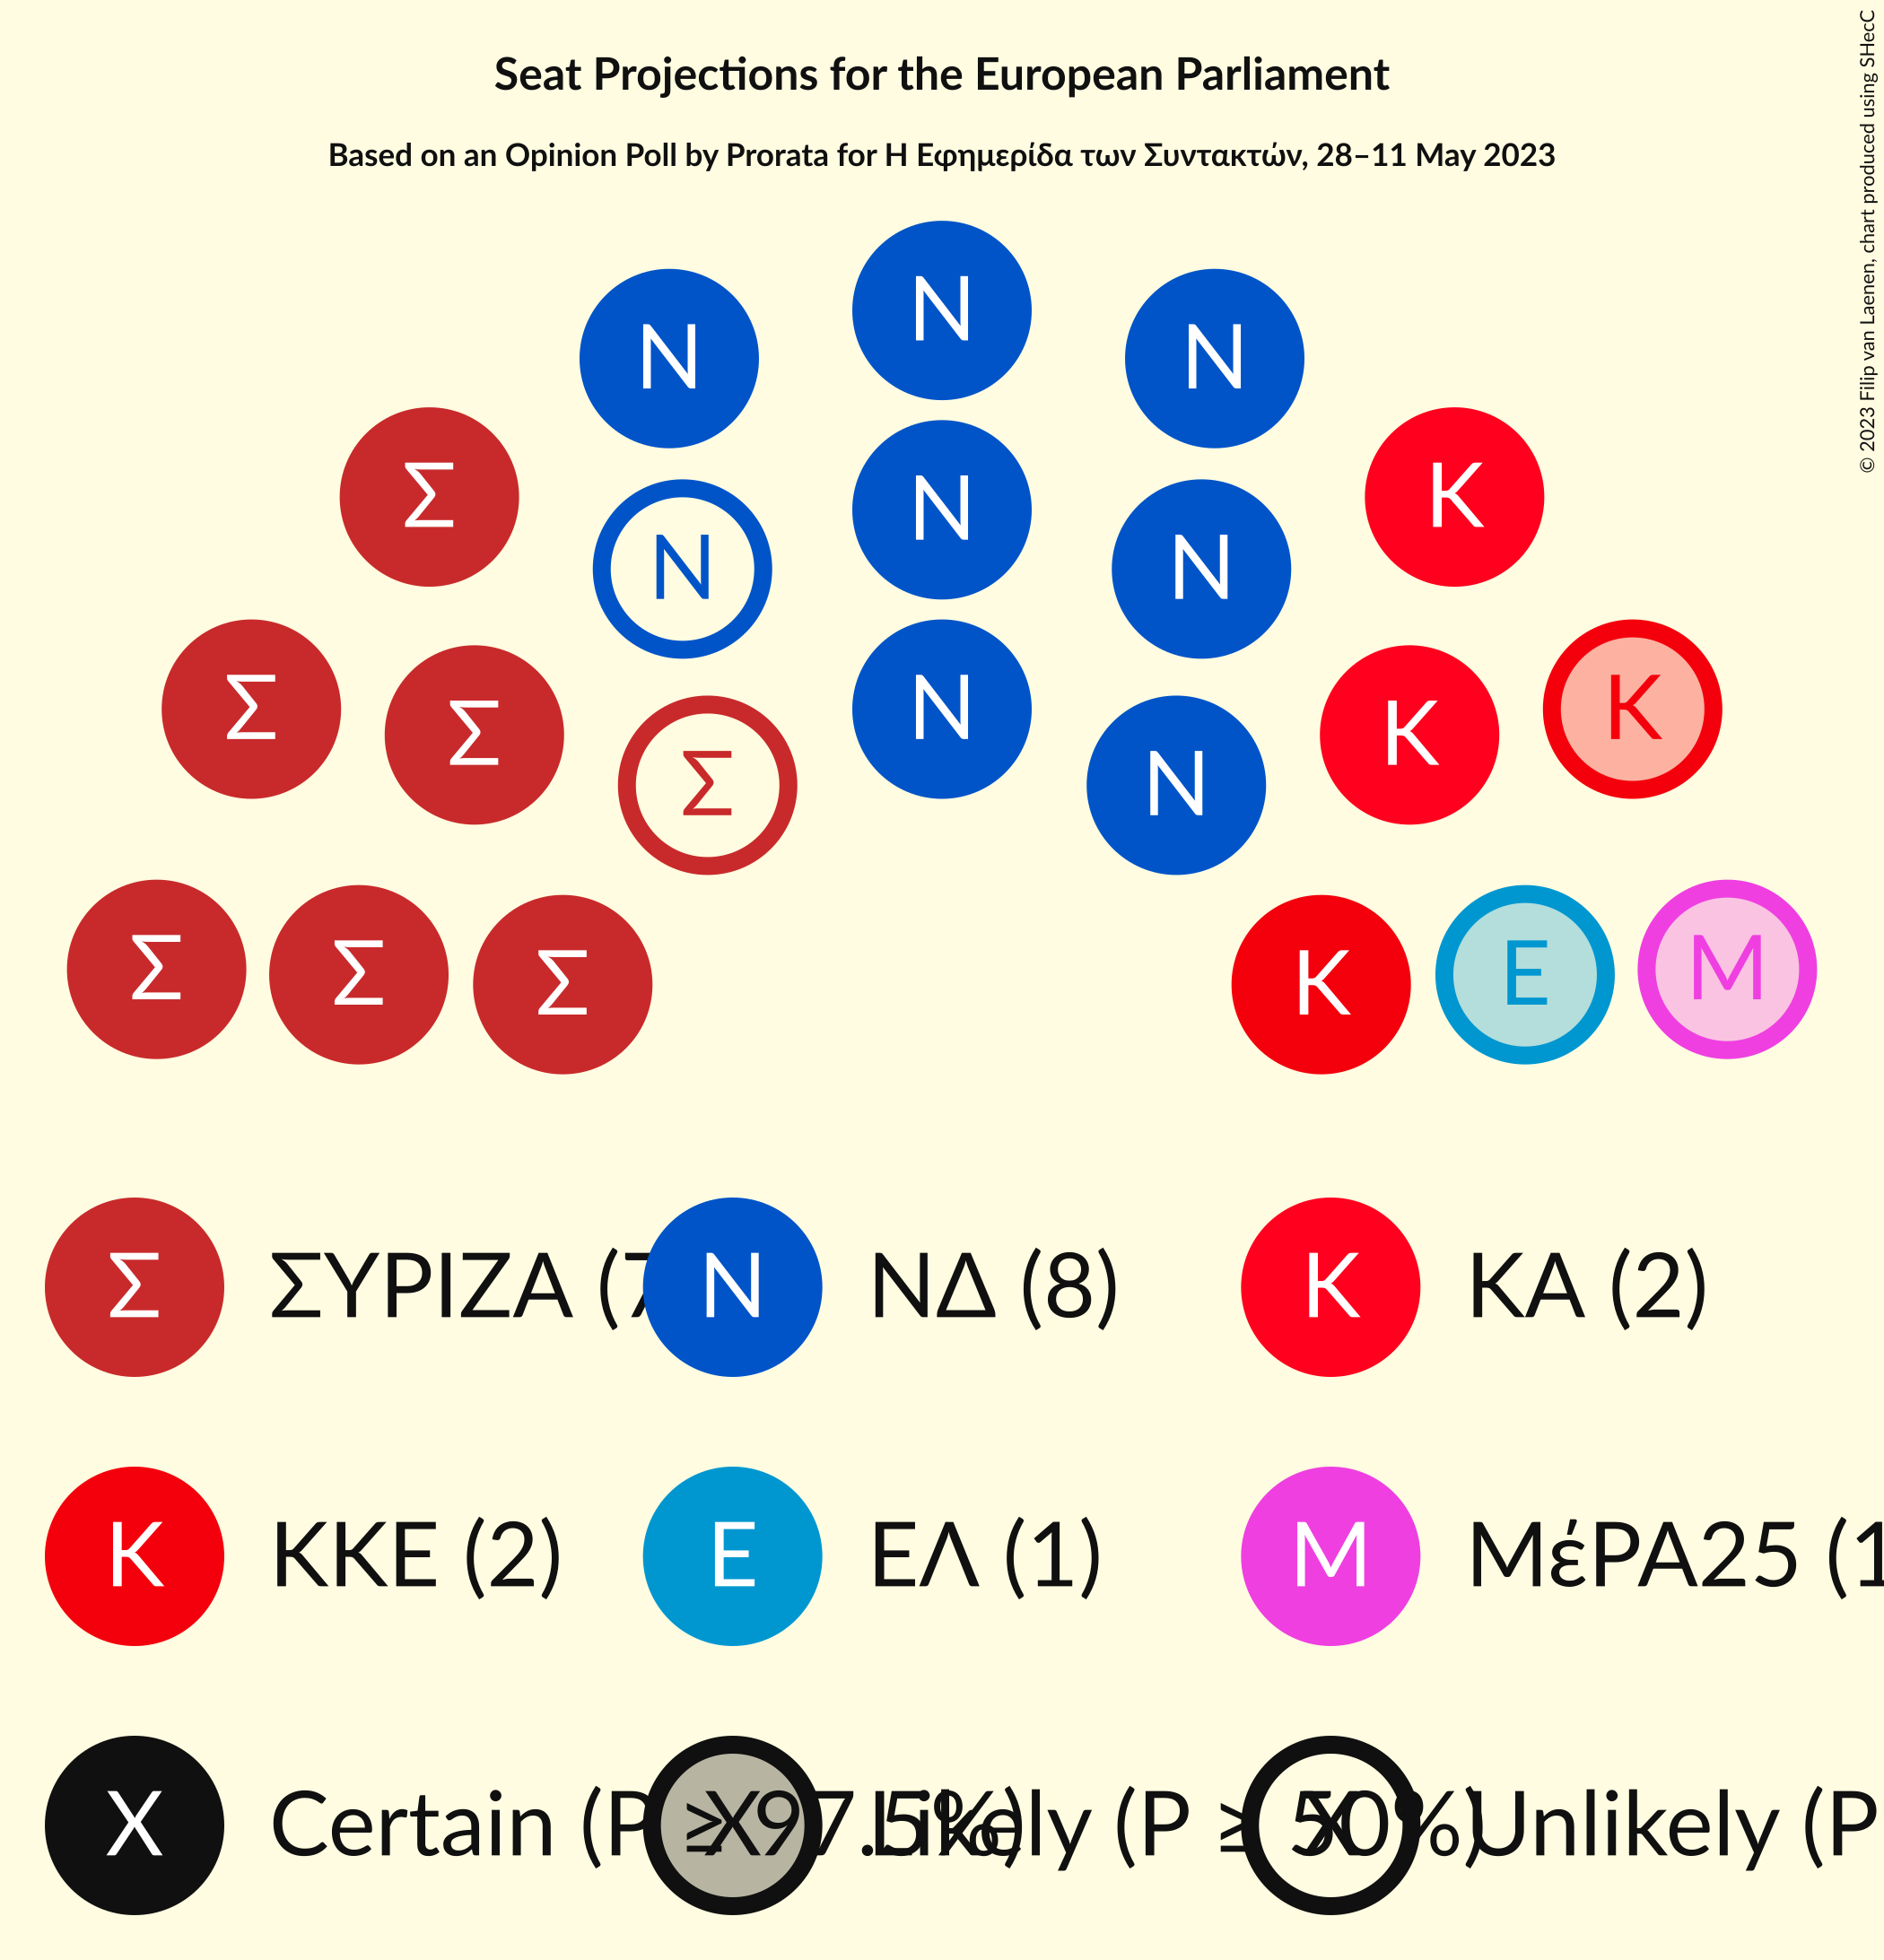 Seat Projections for the European Parliament
Based on an Opinion Poll by Prorata for Η Εφημερίδα των Συντακτών, 28–11 May 2023
© 2023 Filip van Laenen, chart produced using SHecC
N
N N
N
Σ K
N
N N
Σ N K
Σ K
Σ N
Σ Σ Σ K E M
Σ ΣΥΡΙΖΑ (7 N ΝΔ (8) K ΚΑ (2)
K ΚΚΕ (2) E ΕΛ (1) M ΜέΡΑ25 (1
X Certain (P ≥ 97.5%) X Likely (P ≥ 50%) X Unlikely (P